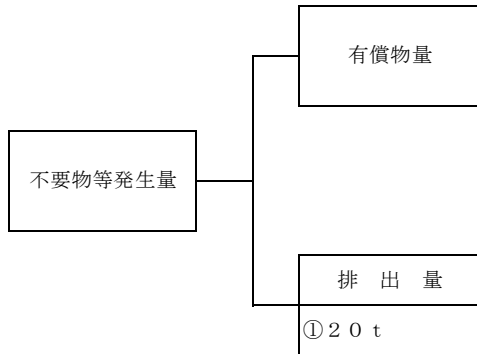 有償物量
不要物等発生量
排　出　量
①２０ｔ